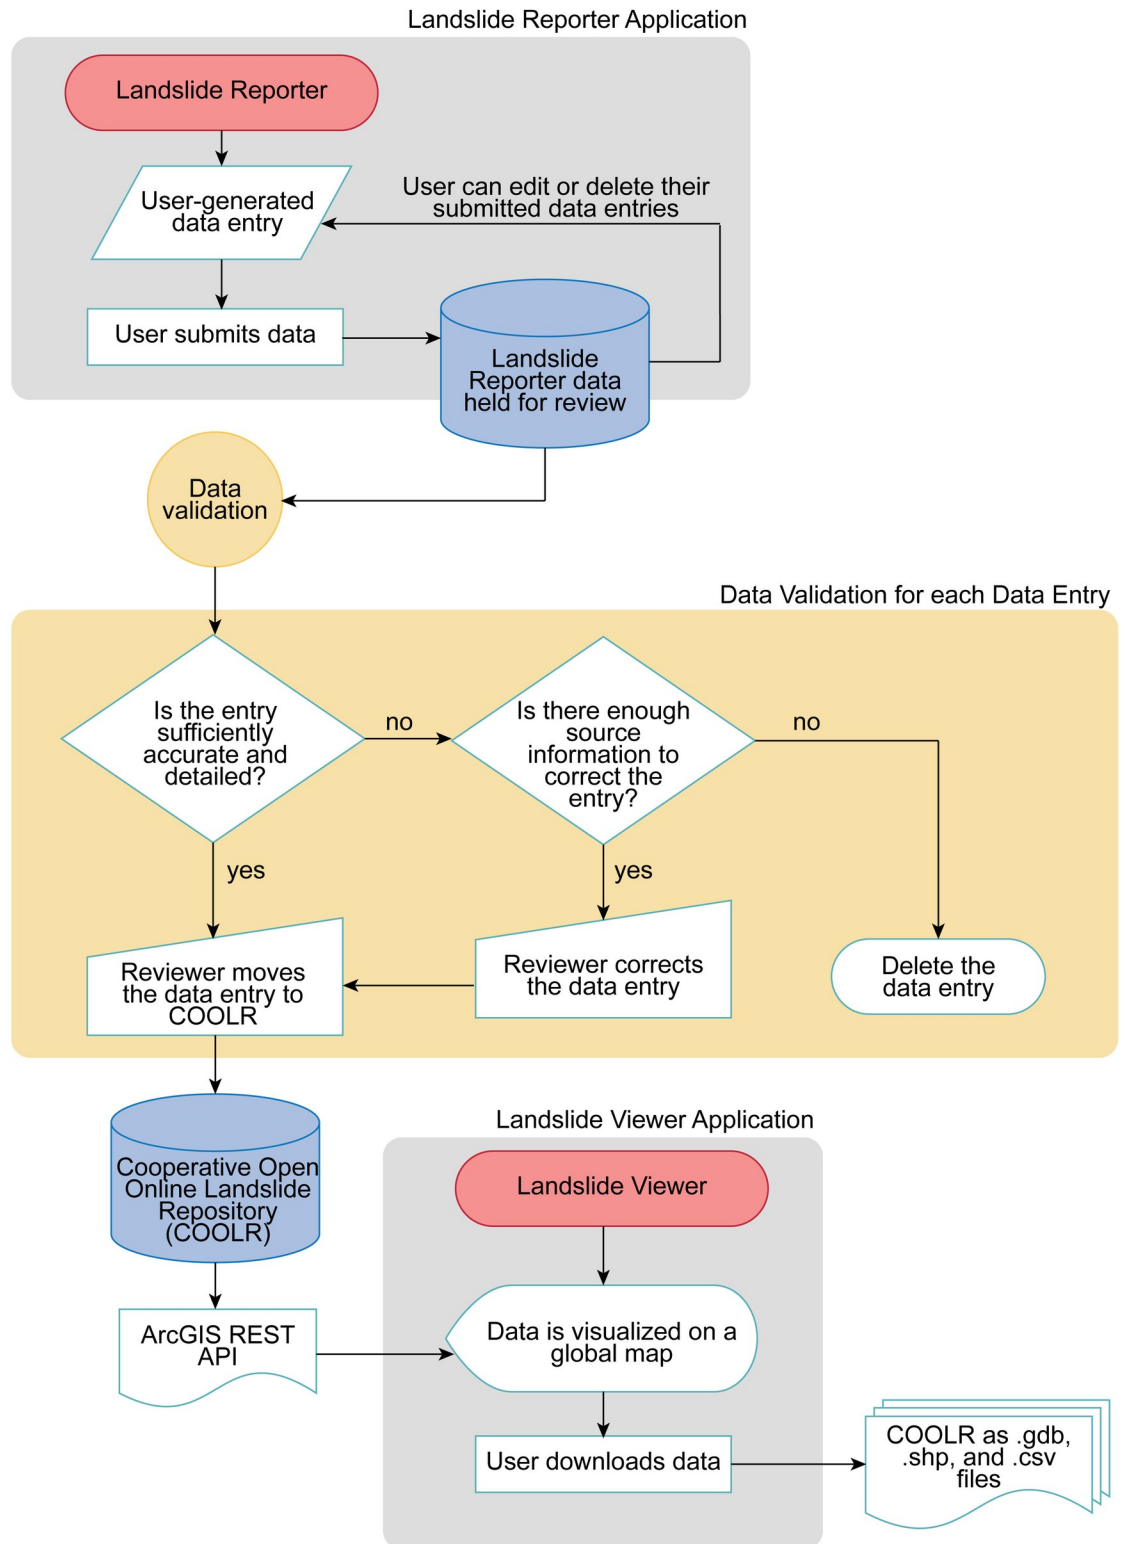 Landslide Reporter Application
Landslide Reporter
User-generated
data entry
User can edit or delete their
submitted data entries
User submits data
Landslide
Reporter data
held for review
Data
validation
Data Validation for each Data Entry
Is the entry
sufficiently
accurate and
detailed?
no
Is there enough
source
information to
correct the
entry?
no
yes
yes
Reviewer moves
the data entry to
COOLR
Reviewer corrects
the data entry
Delete the
data entry
Cooperative Open
Online Landslide
Repository
(COOLR)
Landslide Viewer Application
Landslide Viewer
ArcGIS REST
API
Data is visualized on a
global map
User downloads data
COOLR as .gdb,
.shp, and .csv
files